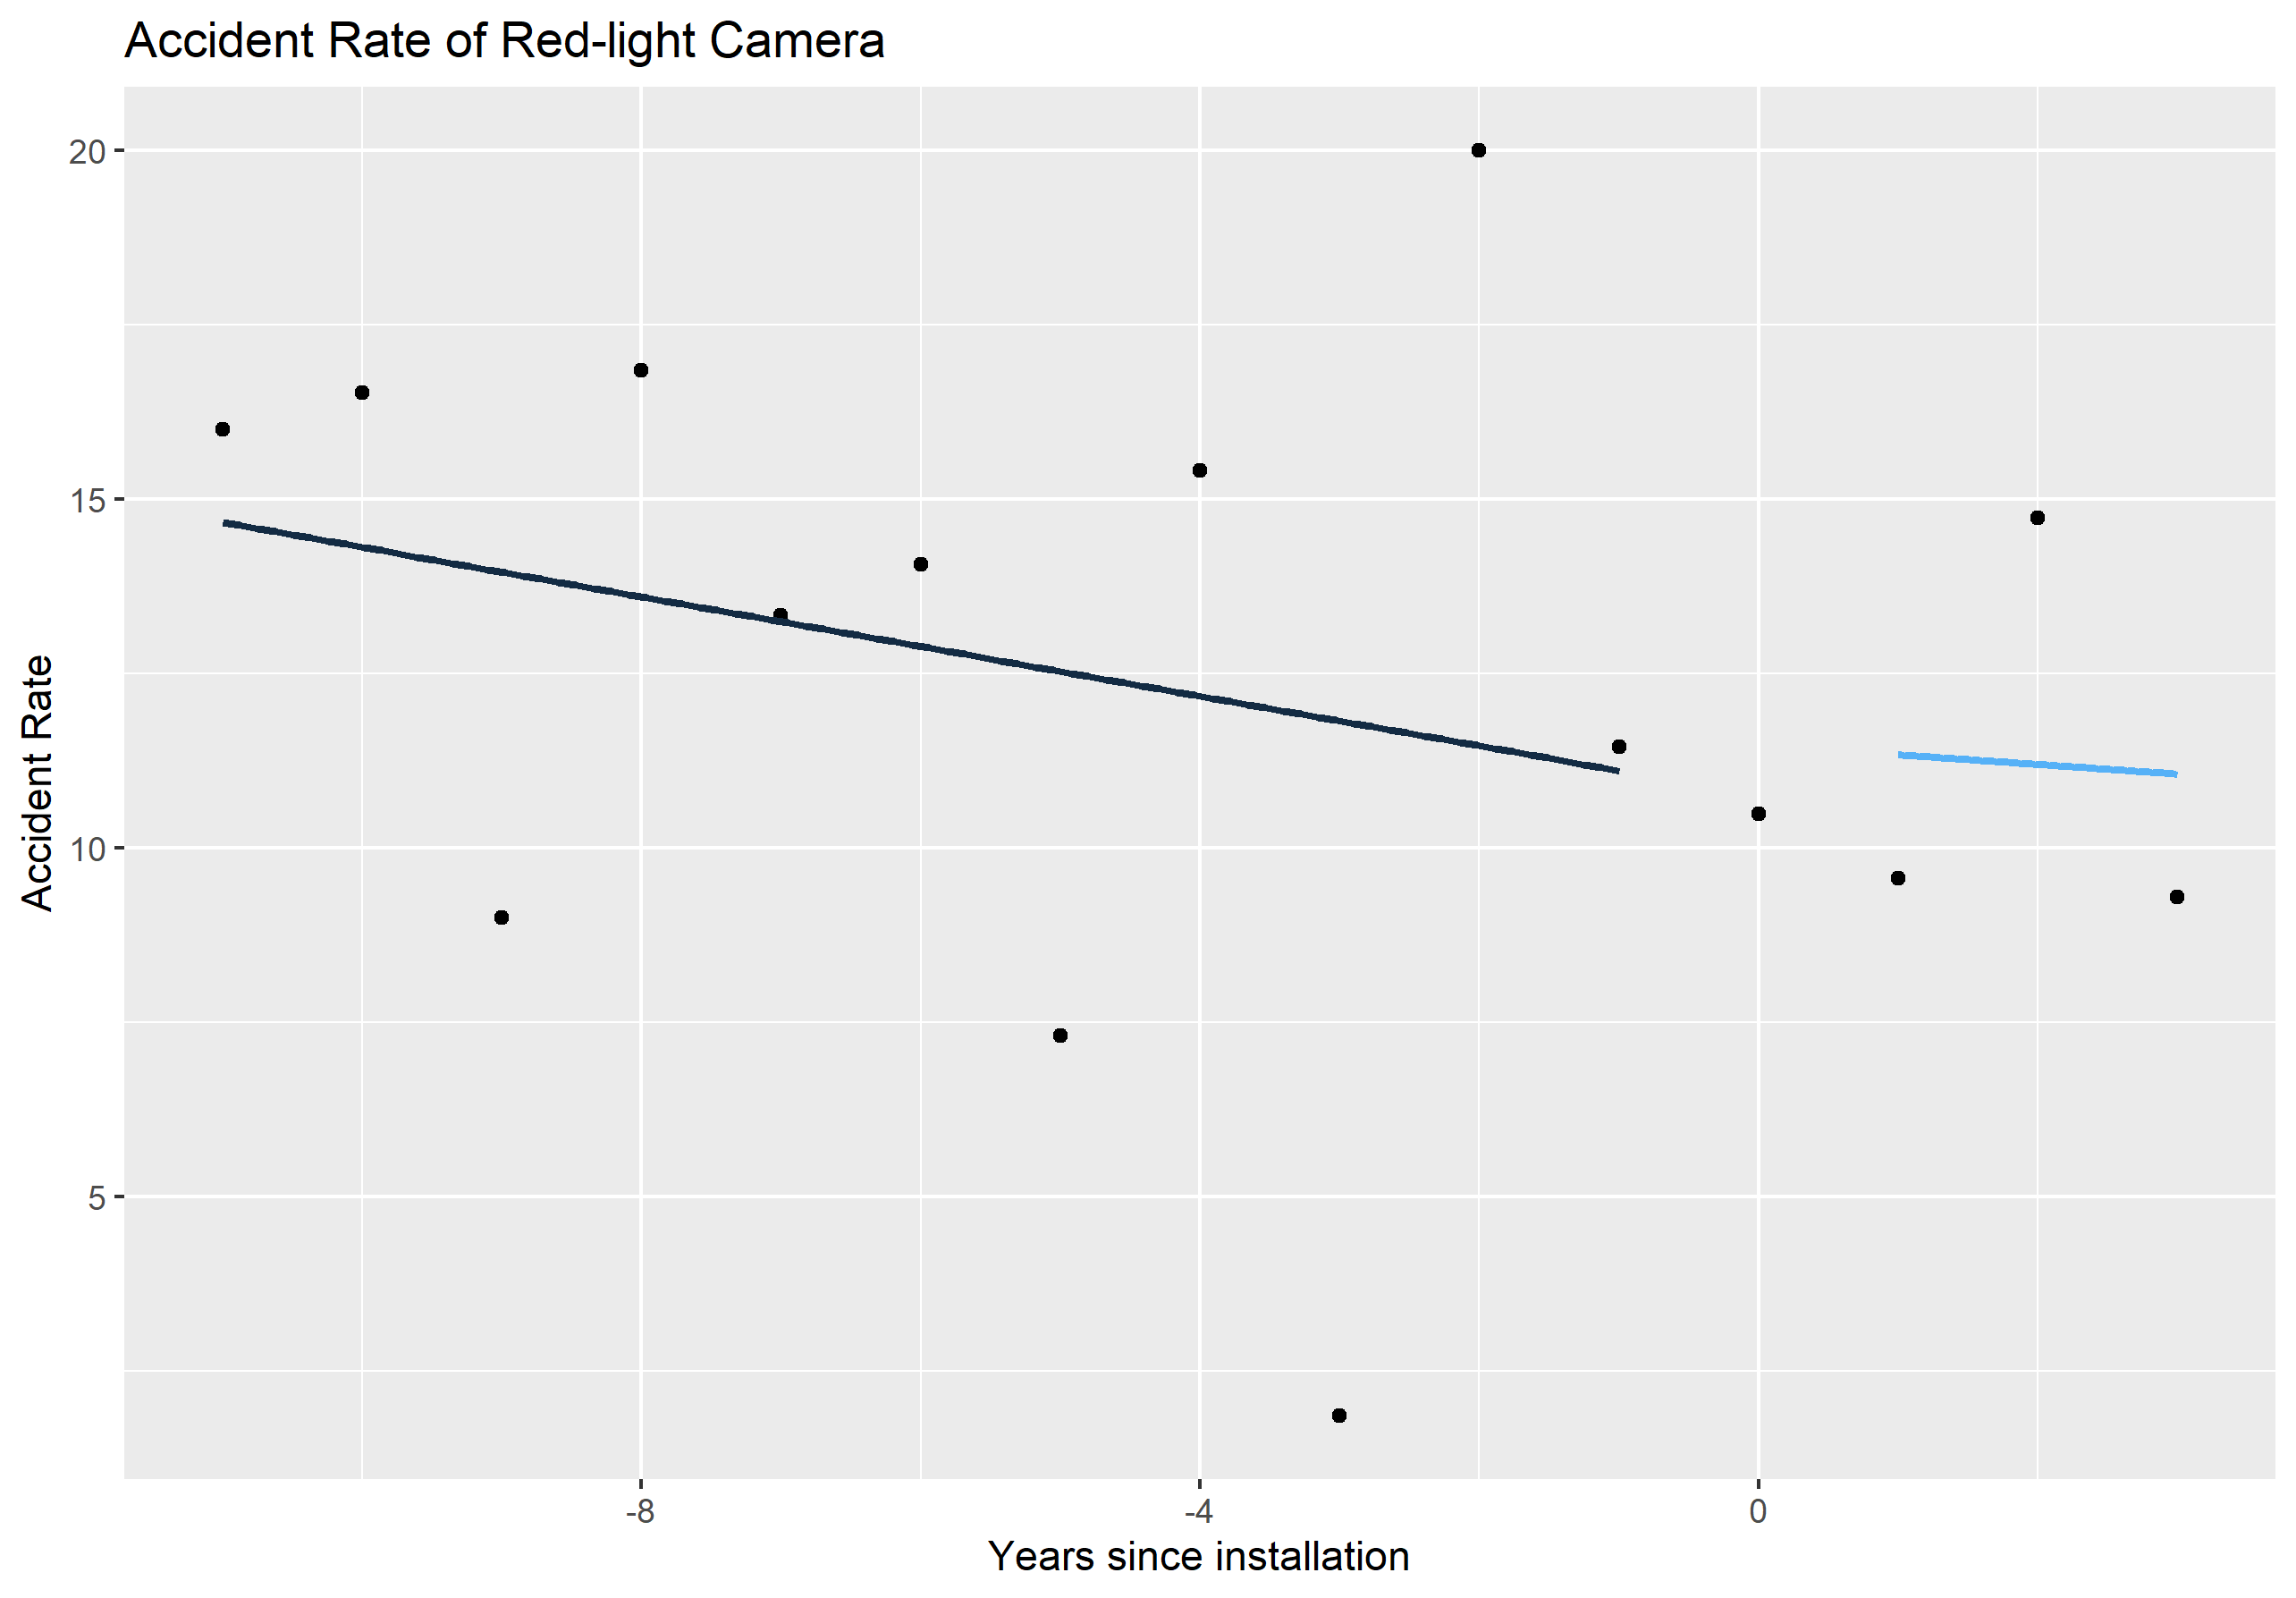 Accident Rate of Red-light Camera
20
15
10
5
Accident Rate
-8
-4
0
Years since installation